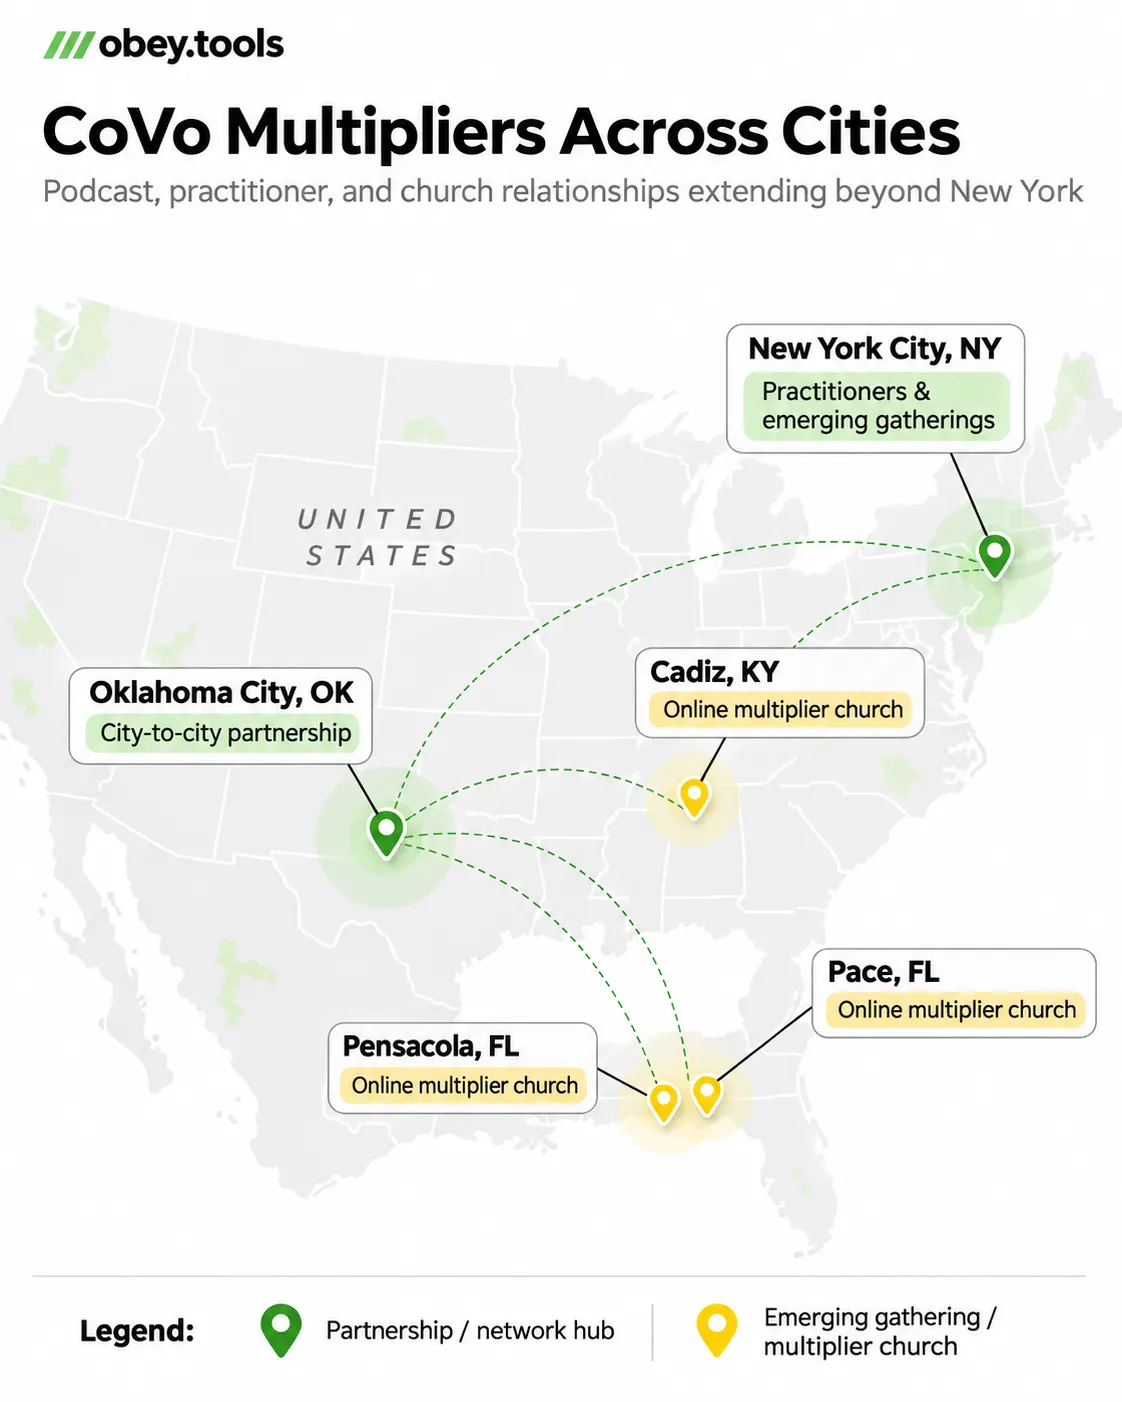 obey.tools
CoVo Multipliers Across Cities
Podcast, practitioner, and church relationships extending beyond New York
New York City, NY
Practitioners &
emerging gatherings
UNITED
STATES
Cadiz, KY
Online multiplier church
Oklahoma City, OK
City-to-city partnership
Pace, FL
Online multiplier church
Pensacola, FL
Online multiplier church
Legend:
Partnership / network hub
Emerging gathering /
multiplier church